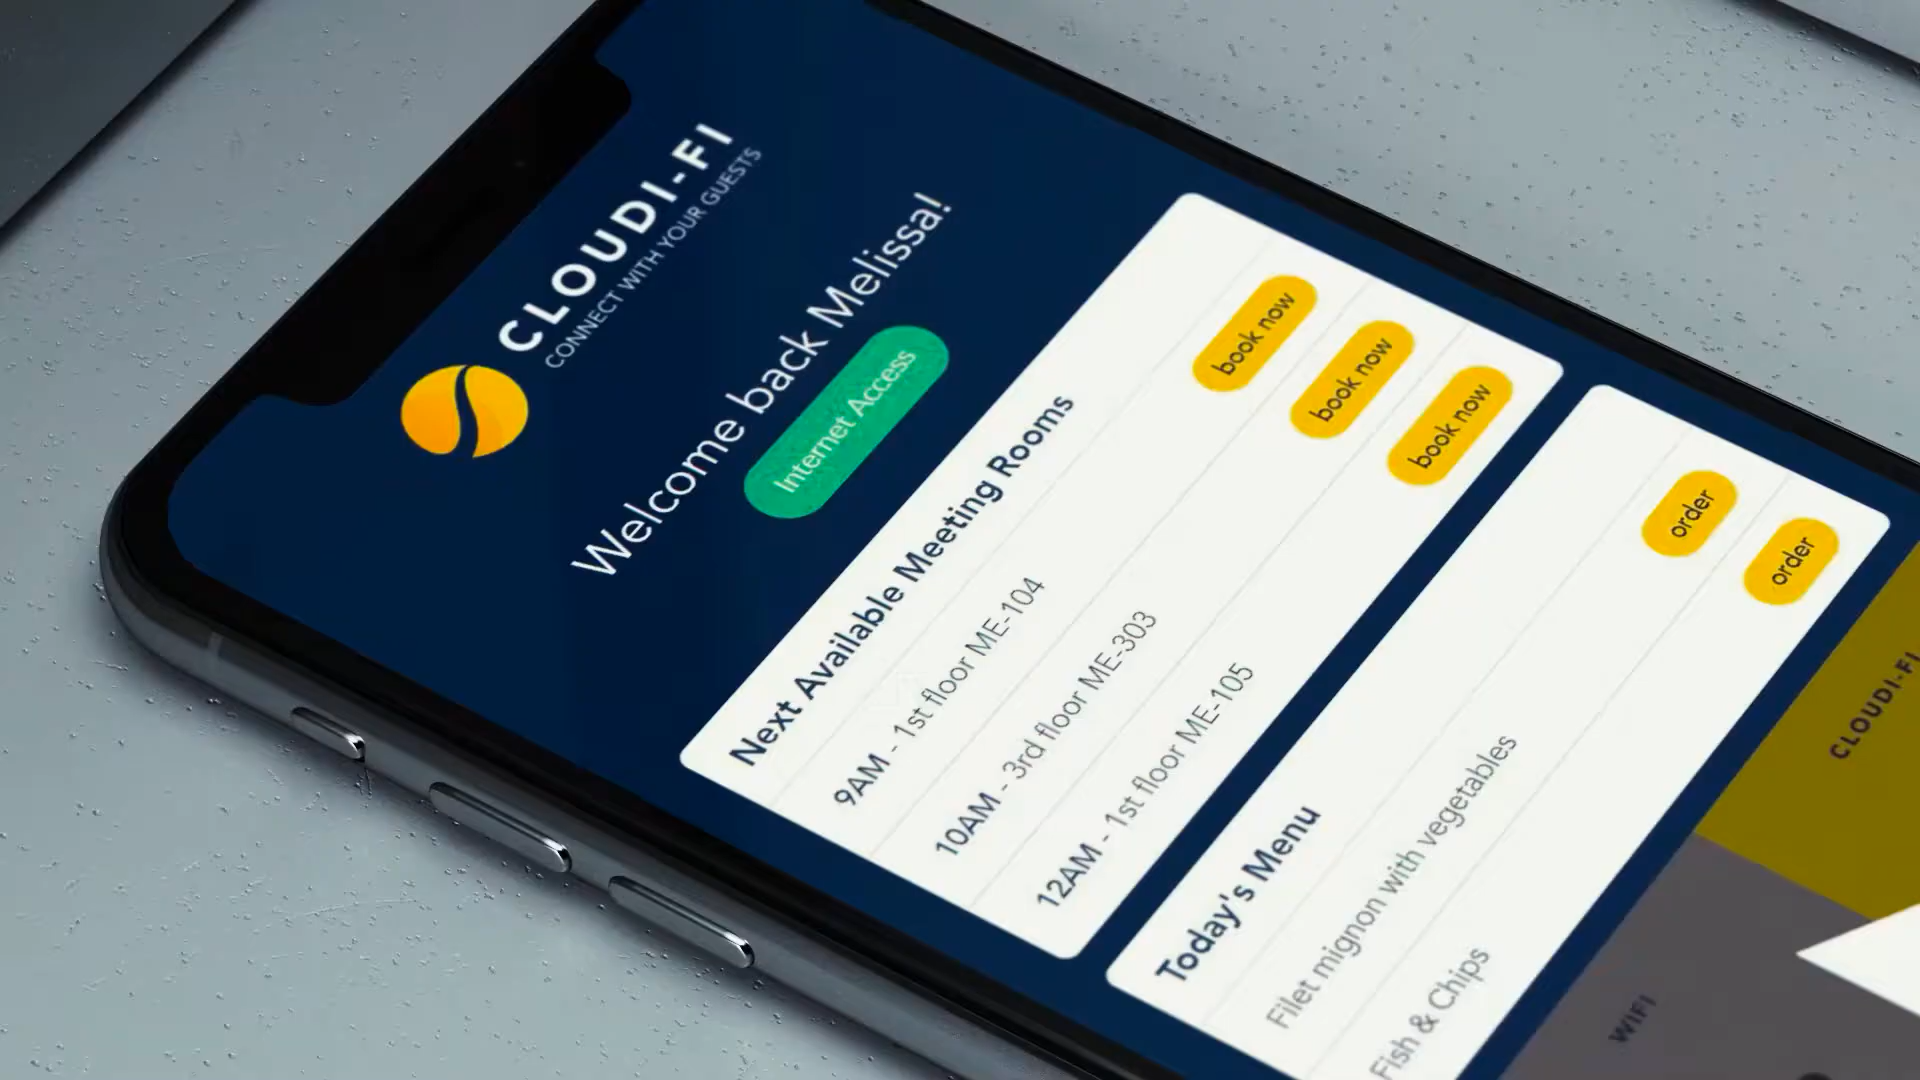 CLOUDI-FI
CONNECT WITH YOUR GUESTS
Welcome back Melissa!
Internet Access
Next Available Meeting Rooms
9AM - 1st floor ME-104 book now
10AM - 3rd floor ME-303 book now
12AM - 1st floor ME-105 book now
Today's Menu
Filet mignon with vegetables order
Fish & Chips order
CLOUDI-FI
WIFI